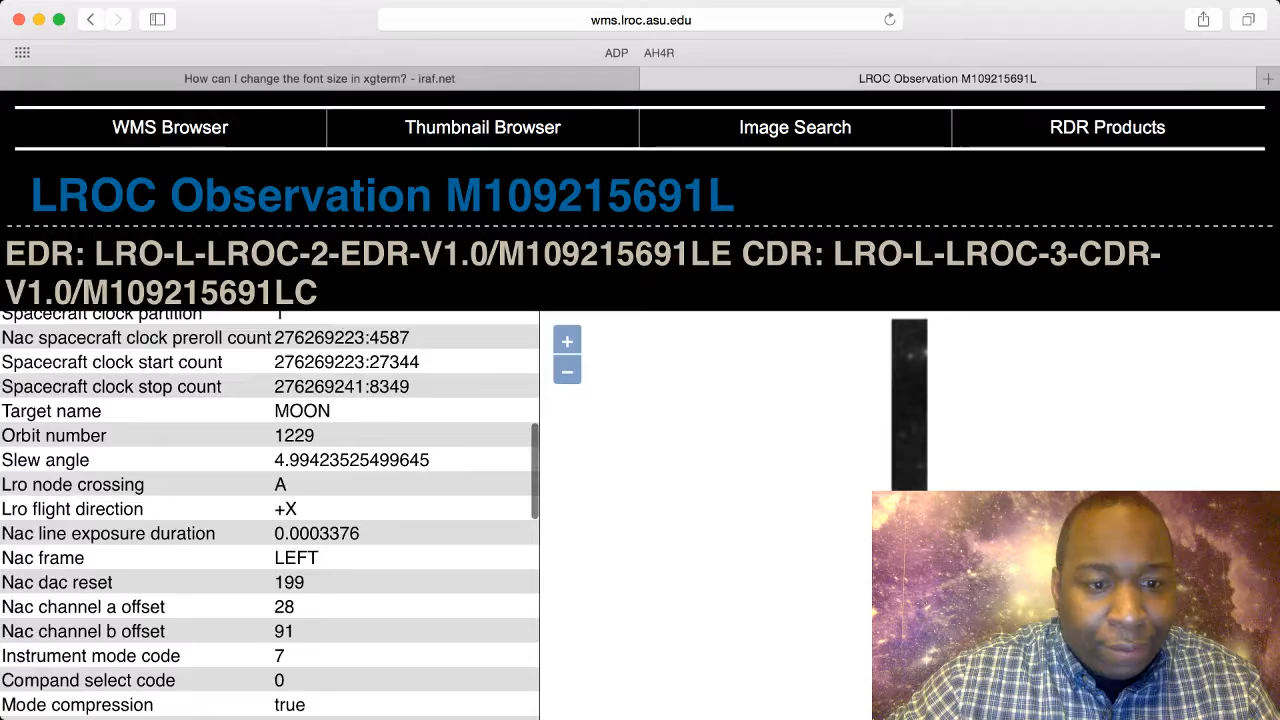 wms.lroc.asu.edu
ADP AH4R
How can I change the font size in xgterm? - iraf.net
LROC Observation M109215691L
WMS Browser
Thumbnail Browser
Image Search
RDR Products
LROC Observation M109215691L
EDR: LRO-L-LROC-2-EDR-V1.0/M109215691LE CDR: LRO-L-LROC-3-CDR-
V1.0/M109215691LC
Spacecraft clock partition 1
Nac spacecraft clock preroll count 276269223:4587
Spacecraft clock start count 276269223:27344
Spacecraft clock stop count 276269241:8349
Target name MOON
Orbit number 1229
Slew angle 4.99423525499645
Lro node crossing A
Lro flight direction +X
Nac line exposure duration 0.0003376
Nac frame LEFT
Nac dac reset 199
Nac channel a offset 28
Nac channel b offset 91
Instrument mode code 7
Compand select code 0
Mode compression true
+
−